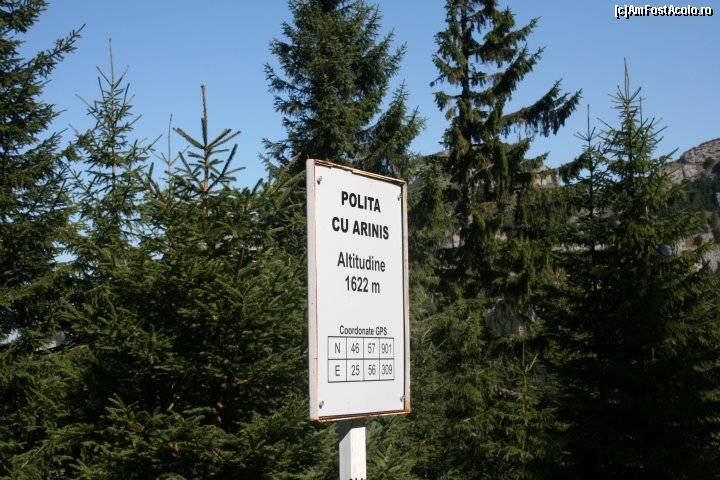 [c]AmFostAcolo.ro
POLITA
CU ARINIS
Altitudine
1622 m
Coordonate GPS
N 46 57 901
E 25 56 309